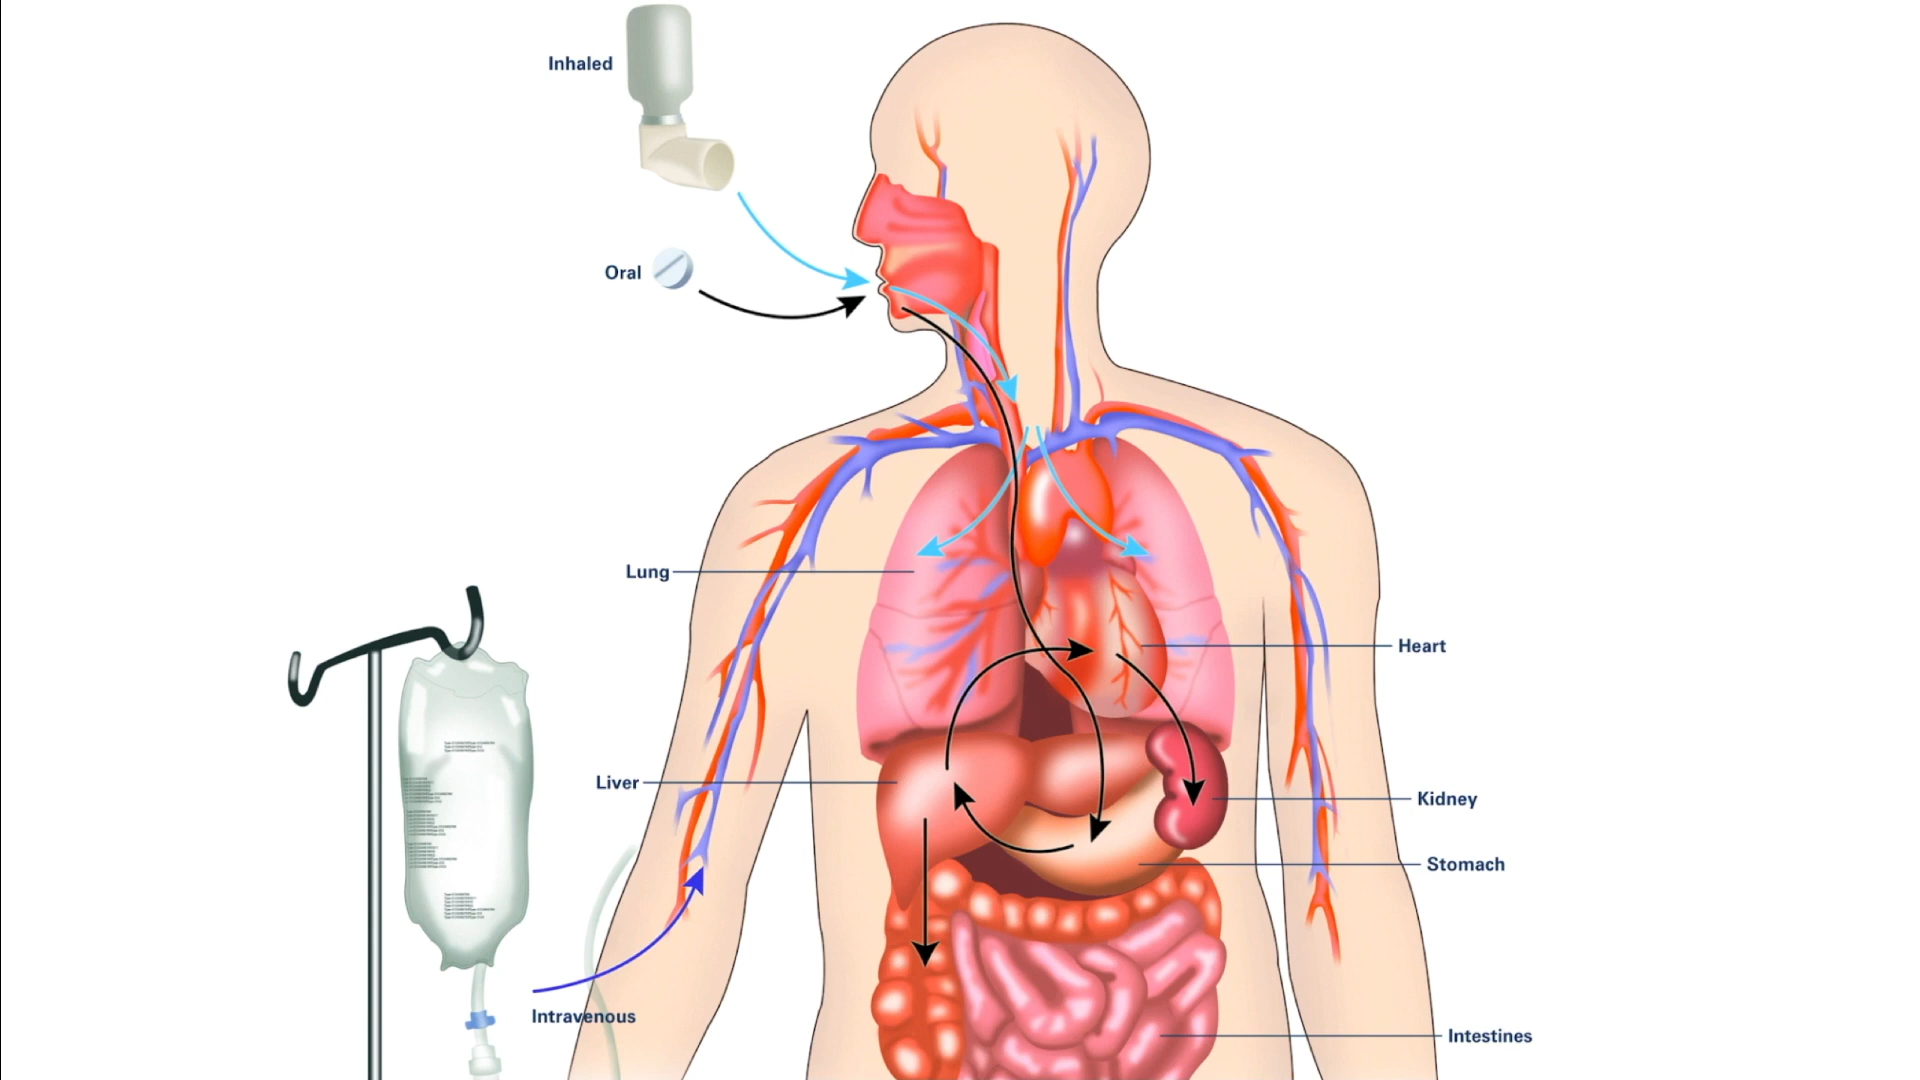 Inhaled
Oral
Lung
Heart
Liver
Kidney
Stomach
Intravenous
Intestines